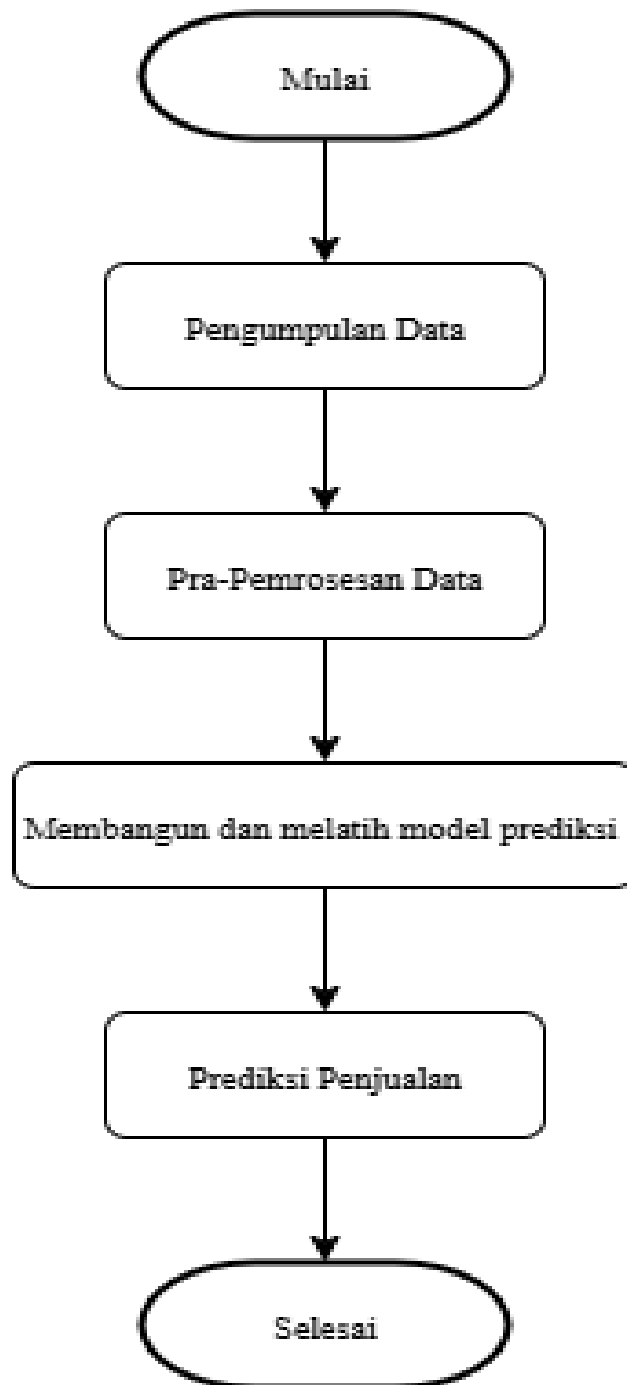 Mulai
Pengumpulan Data
Pra-Pemrosesan Data
Membangun dan melatih model prediksi
Prediksi Penjualan
Selesai